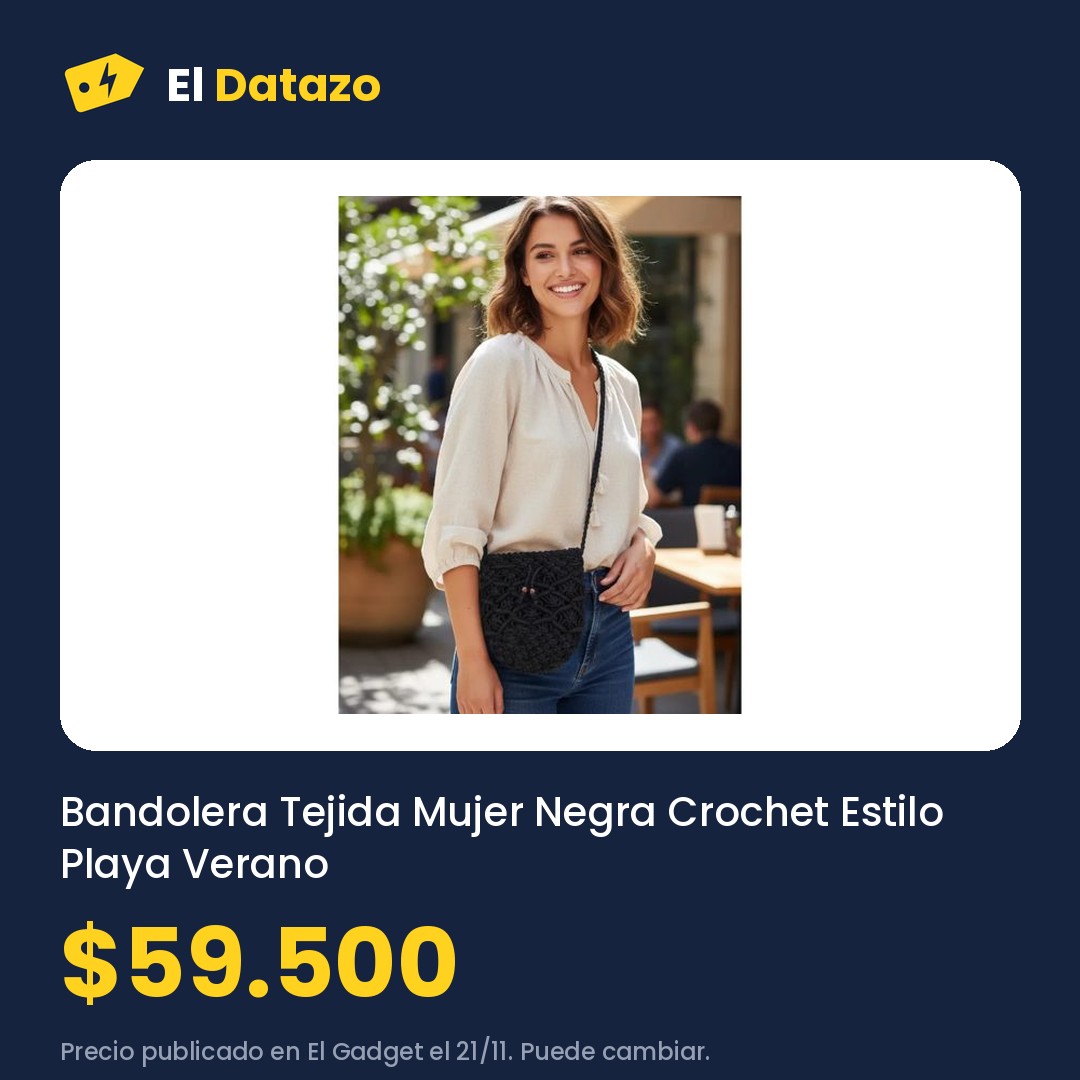 El Datazo
Bandolera Tejida Mujer Negra Crochet Estilo
Playa Verano
$59.500
Precio publicado en El Gadget el 21/11. Puede cambiar.